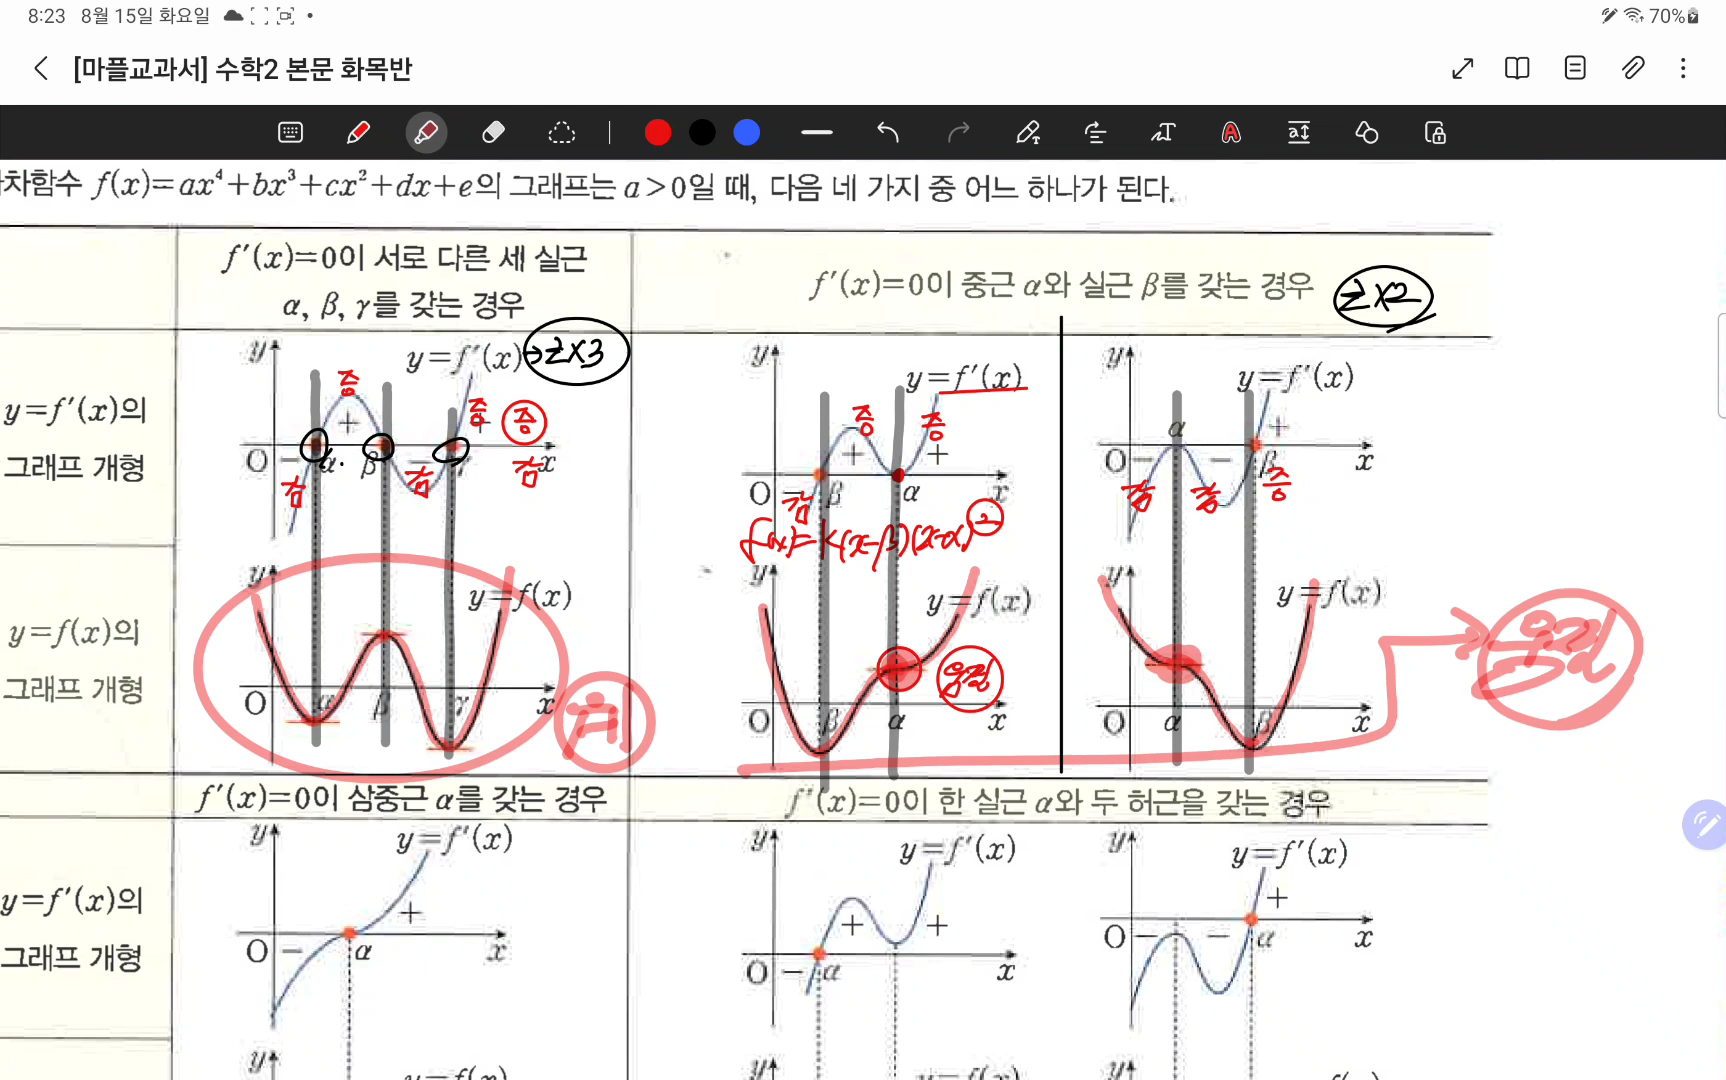 8:23 8월 15일 화요일
70%
[마플교과서] 수학2 본문 화목반
사차함수 f(x)=ax⁴+bx³+cx²+dx+e의 그래프는 a>0일 때, 다음 네 가지 중 어느 하나가 된다.
f′(x)=0이 서로 다른 세 실근
α, β, γ를 갖는 경우
f′(x)=0이 중근 α와 실근 β를 갖는 경우
z×2
y=f′(x)의
그래프 개형
y
y=f′(x)
→z×3
증
+
증
+
증
O
−
α
β
−
γ
x
감
감
감
y
y=f′(x)
증
+
증
+
O
−
β
α
x
감
f(x)=k(x-β)(x-α)²
y
y=f′(x)
α
+
O
−
−
β
x
감
감
증
y=f(x)의
그래프 개형
y
y=f(x)
O
α
β
γ
x
y
y=f(x)
O
β
α
x
y
y=f(x)
O
α
β
x
f′(x)=0이 삼중근 α를 갖는 경우
f′(x)=0이 한 실근 α와 두 허근을 갖는 경우
y=f′(x)의
그래프 개형
y
y=f′(x)
+
O
−
α
x
y
y=f′(x)
+
+
O
−
α
x
y
y=f′(x)
+
O
−
−
α
x
y
y=f(x)
y
y=f(x)
y